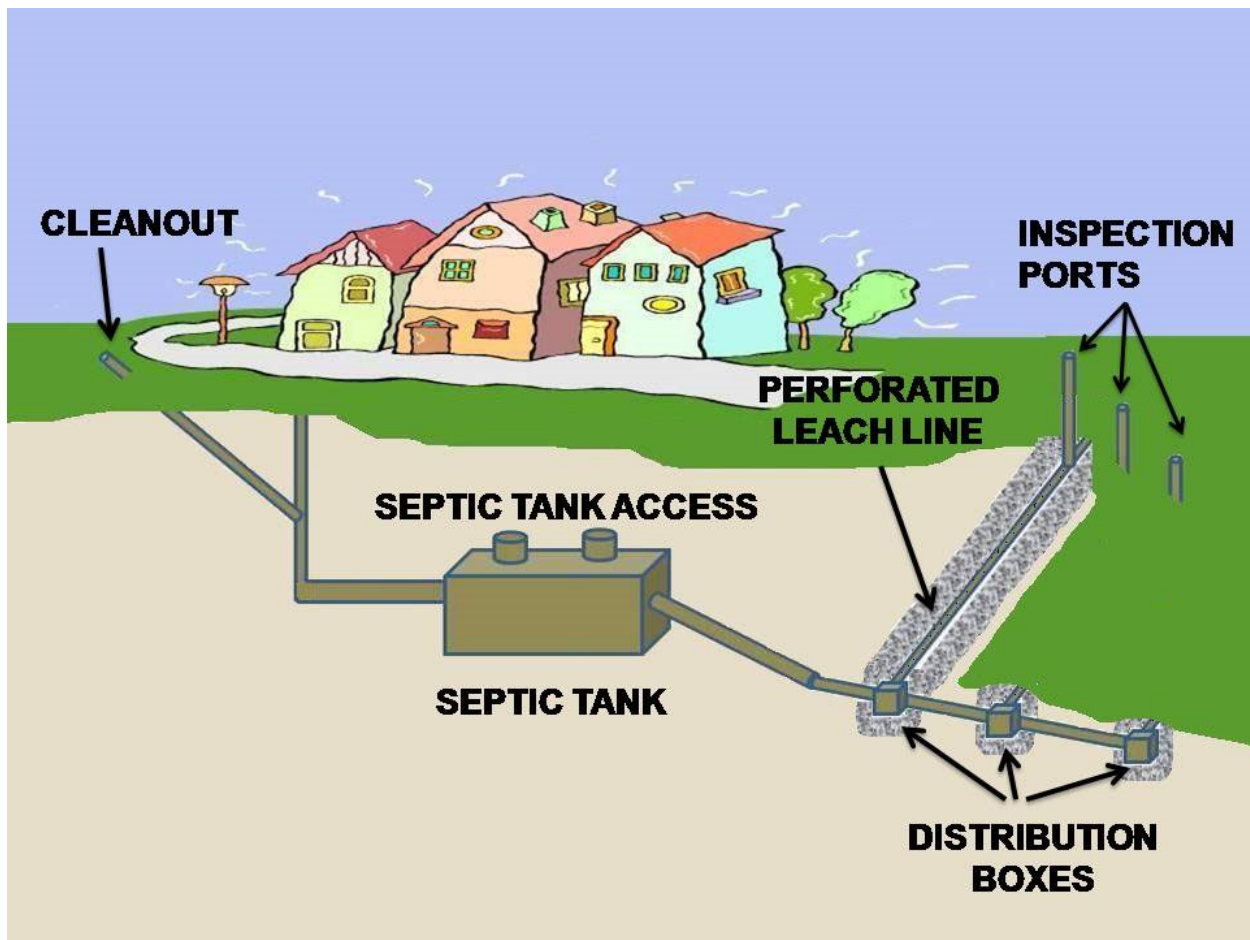 CLEANOUT
INSPECTION
PORTS
PERFORATED
LEACH LINE
SEPTIC TANK ACCESS
SEPTIC TANK
DISTRIBUTION
BOXES